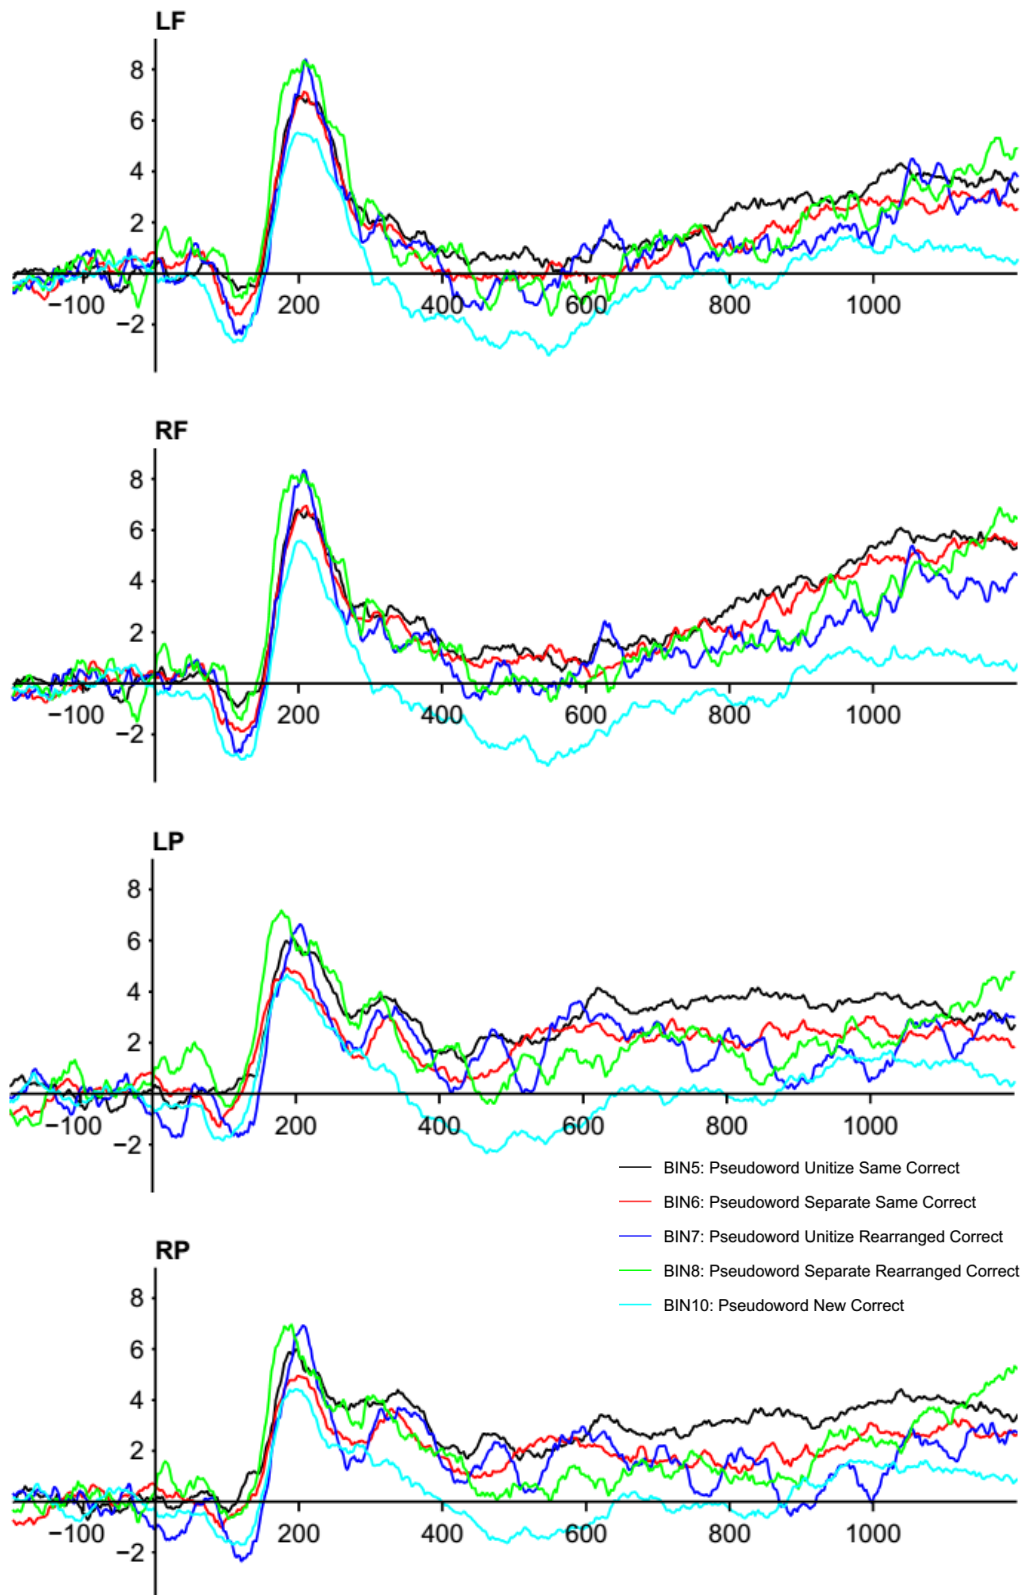 LF
8
6
4
2
−2
−100 200 400 600 800 1000
RF
8
6
4
2
−2
−100 200 400 600 800 1000
LP
8
6
4
2
−2
−100 200 400 600 800 1000
BIN5: Pseudoword Unitize Same Correct
BIN6: Pseudoword Separate Same Correct
BIN7: Pseudoword Unitize Rearranged Correct
BIN8: Pseudoword Separate Rearranged Correct
BIN10: Pseudoword New Correct
RP
8
6
4
2
−2
−100 200 400 600 800 1000